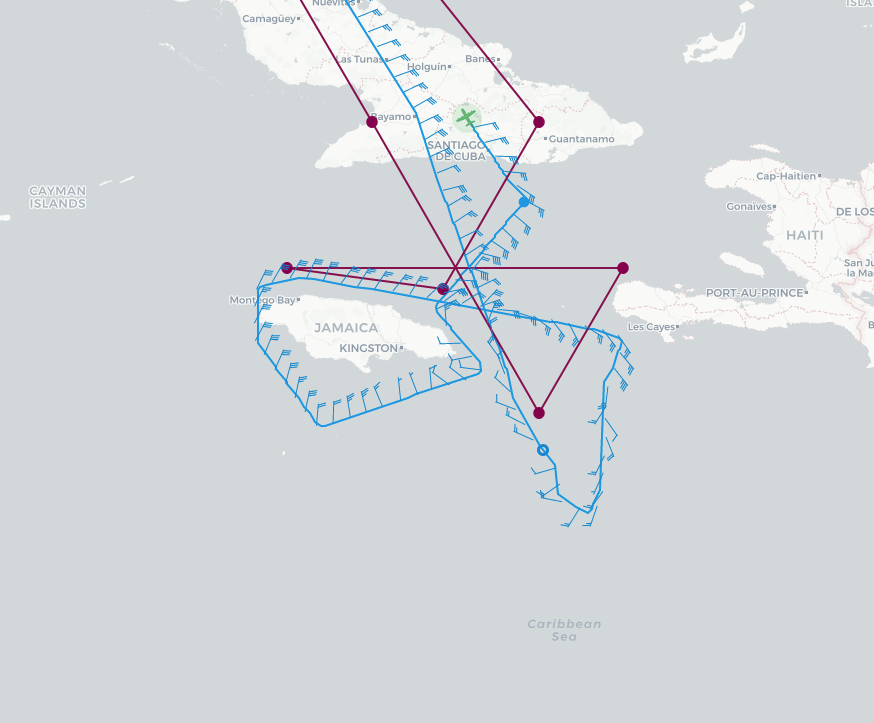 ISLA
Nuevitas
Camagüey
Las Tunas
Holguín
Banes
Bayamo
SANTIAGO
DE CUBA
Guantanamo
CAYMAN
ISLANDS
Cap-Haitien
Gonaives
DE LOS
HAITI
San Ju
la Ma
PORT-AU-PRINCE
Montego Bay
JAMAICA
Les Cayes
B
KINGSTON
Caribbean
Sea